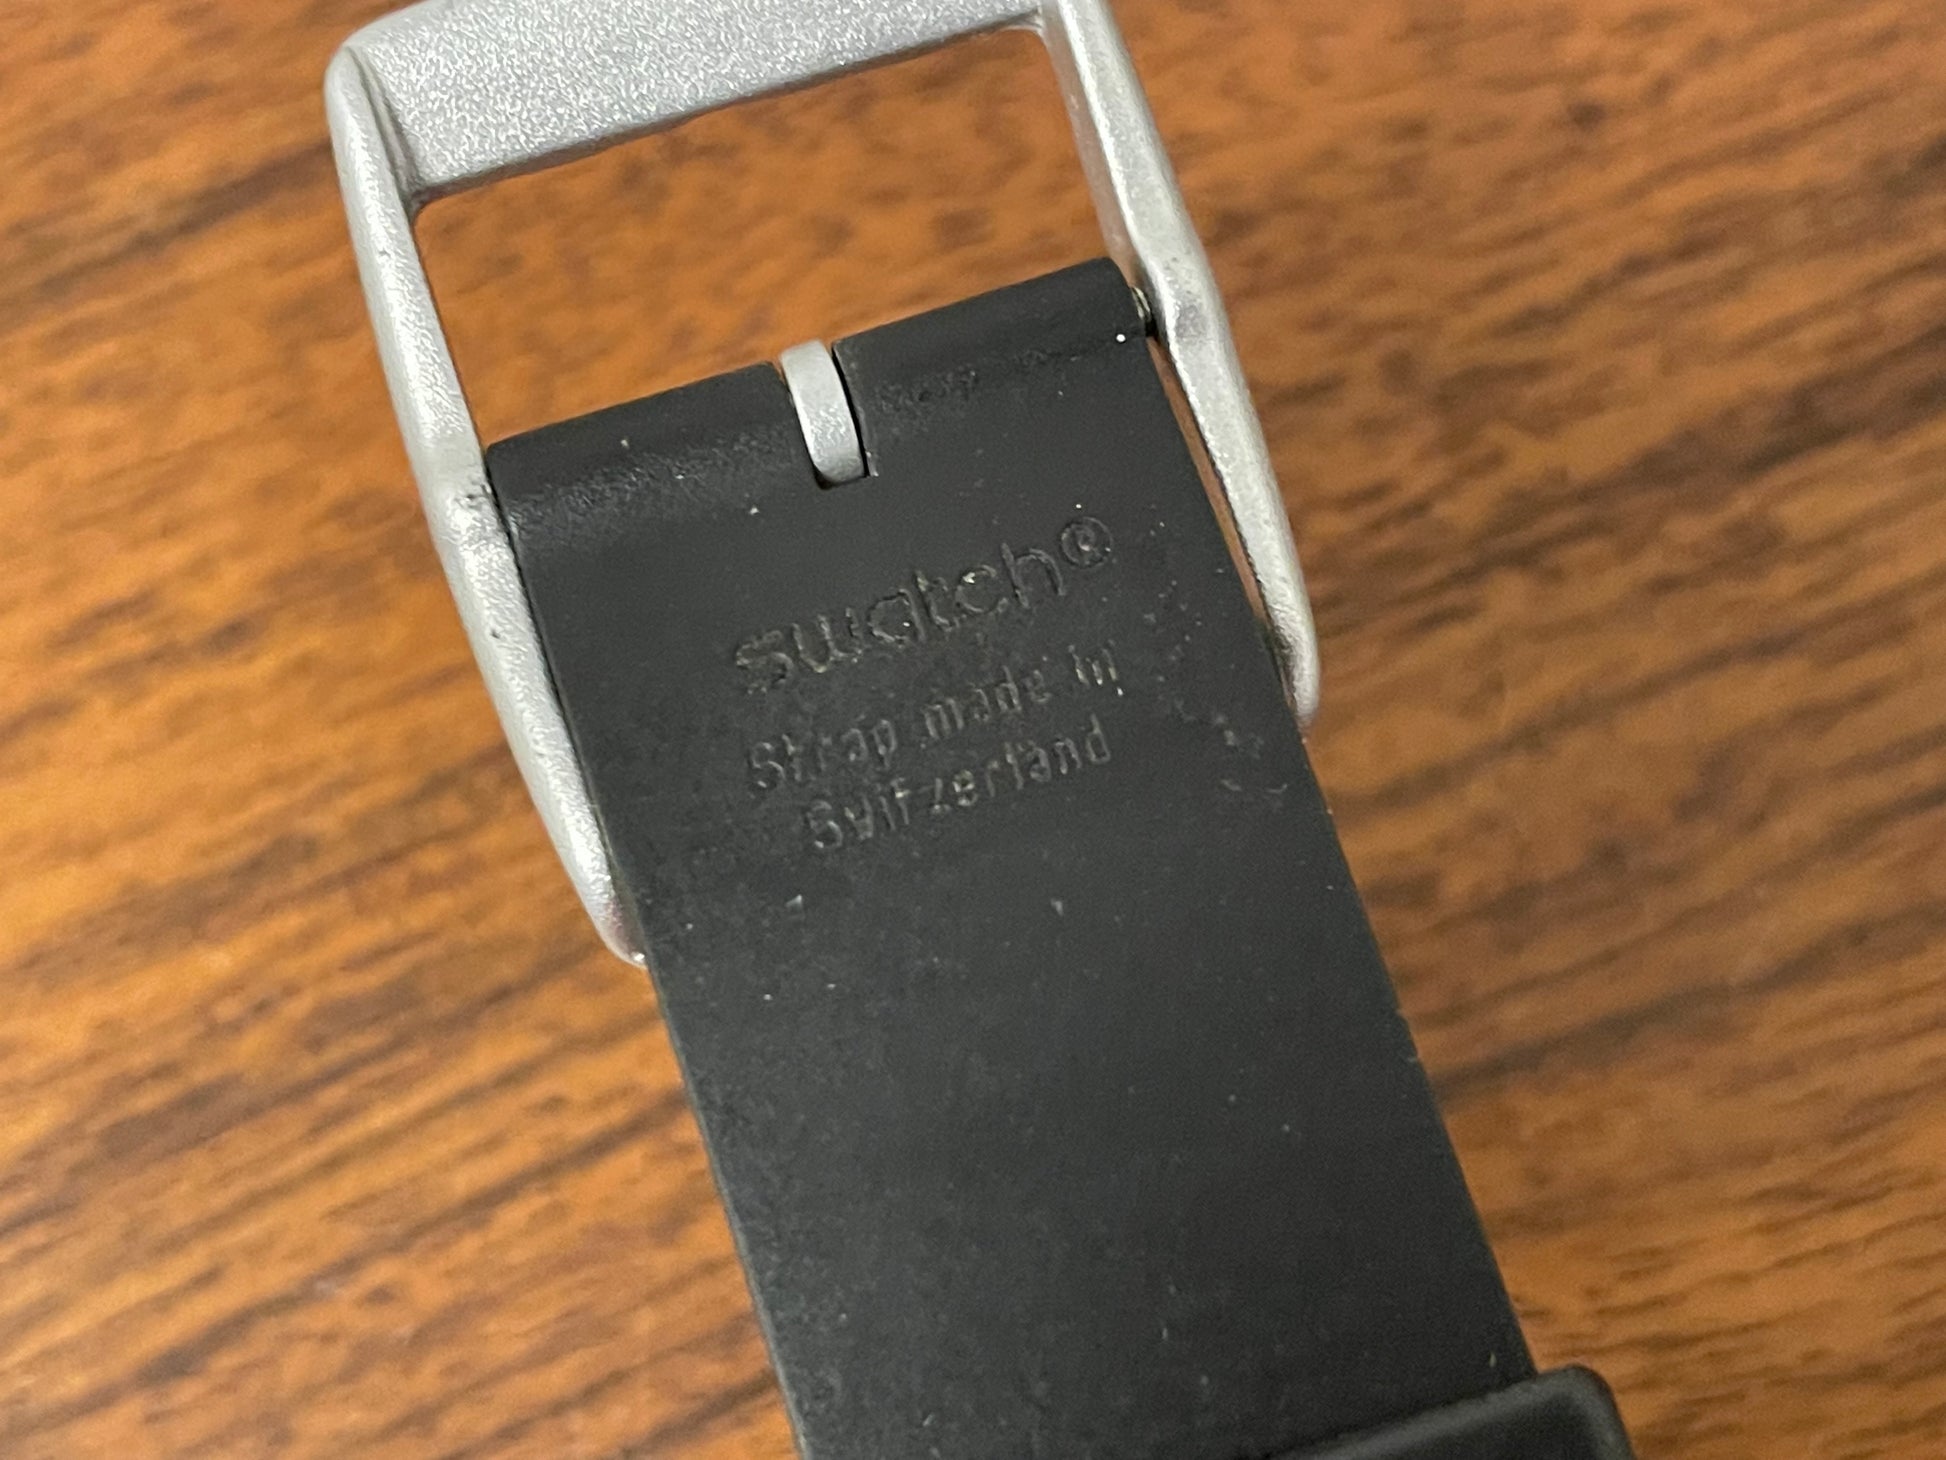 swatch®
Strap made in
Switzerland